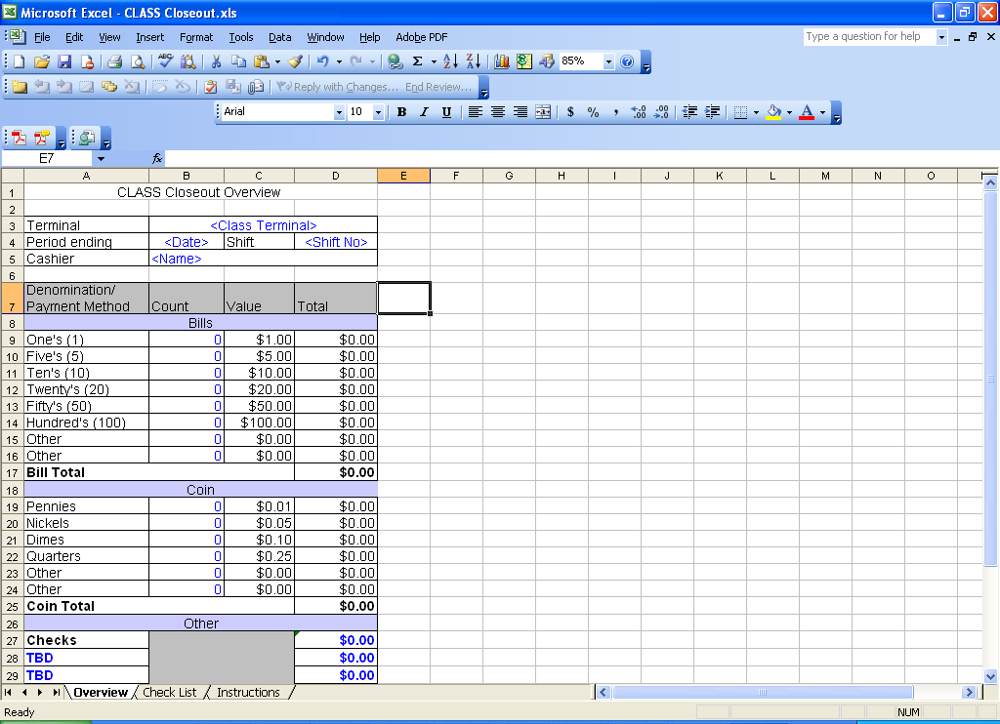 Microsoft Excel - CLASS Closeout.xls
File Edit View Insert Format Tools Data Window Help Adobe PDF Type a question for help
85%
Reply with Changes... End Review...
Arial 10 B I U $ % ,
E7 fx
A B C D E F G H I J K L M N O
1 CLASS Closeout Overview
2
3 Terminal <Class Terminal>
4 Period ending <Date> Shift <Shift No>
5 Cashier <Name>
6
Denomination/
7 Payment Method Count Value Total
8 Bills
9 One's (1) 0 $1.00 $0.00
10 Five's (5) 0 $5.00 $0.00
11 Ten's (10) 0 $10.00 $0.00
12 Twenty's (20) 0 $20.00 $0.00
13 Fifty's (50) 0 $50.00 $0.00
14 Hundred's (100) 0 $100.00 $0.00
15 Other 0 $0.00 $0.00
16 Other 0 $0.00 $0.00
17 Bill Total $0.00
18 Coin
19 Pennies 0 $0.01 $0.00
20 Nickels 0 $0.05 $0.00
21 Dimes 0 $0.10 $0.00
22 Quarters 0 $0.25 $0.00
23 Other 0 $0.00 $0.00
24 Other 0 $0.00 $0.00
25 Coin Total $0.00
26 Other
27 Checks $0.00
28 TBD $0.00
29 TBD $0.00
Overview Check List Instructions
Ready NUM